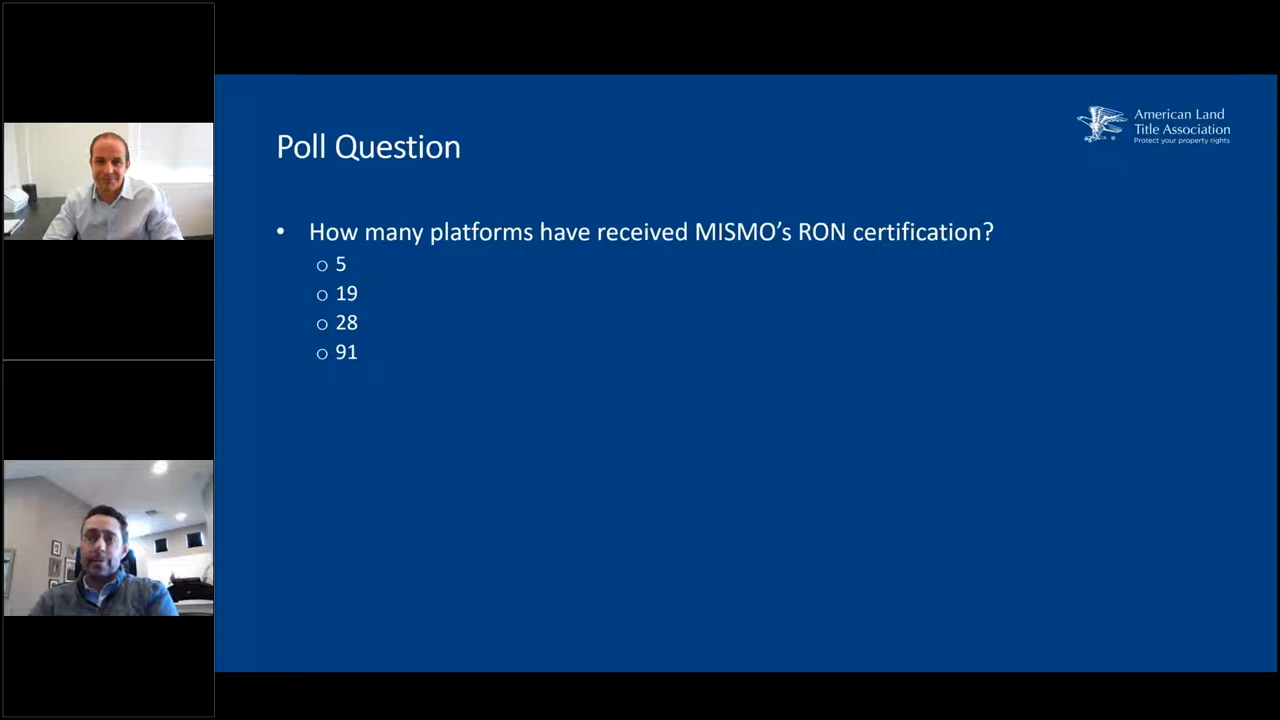 American Land
Title Association
Protect your property rights
Poll Question
• How many platforms have received MISMO's RON certification?
o 5
o 19
o 28
o 91